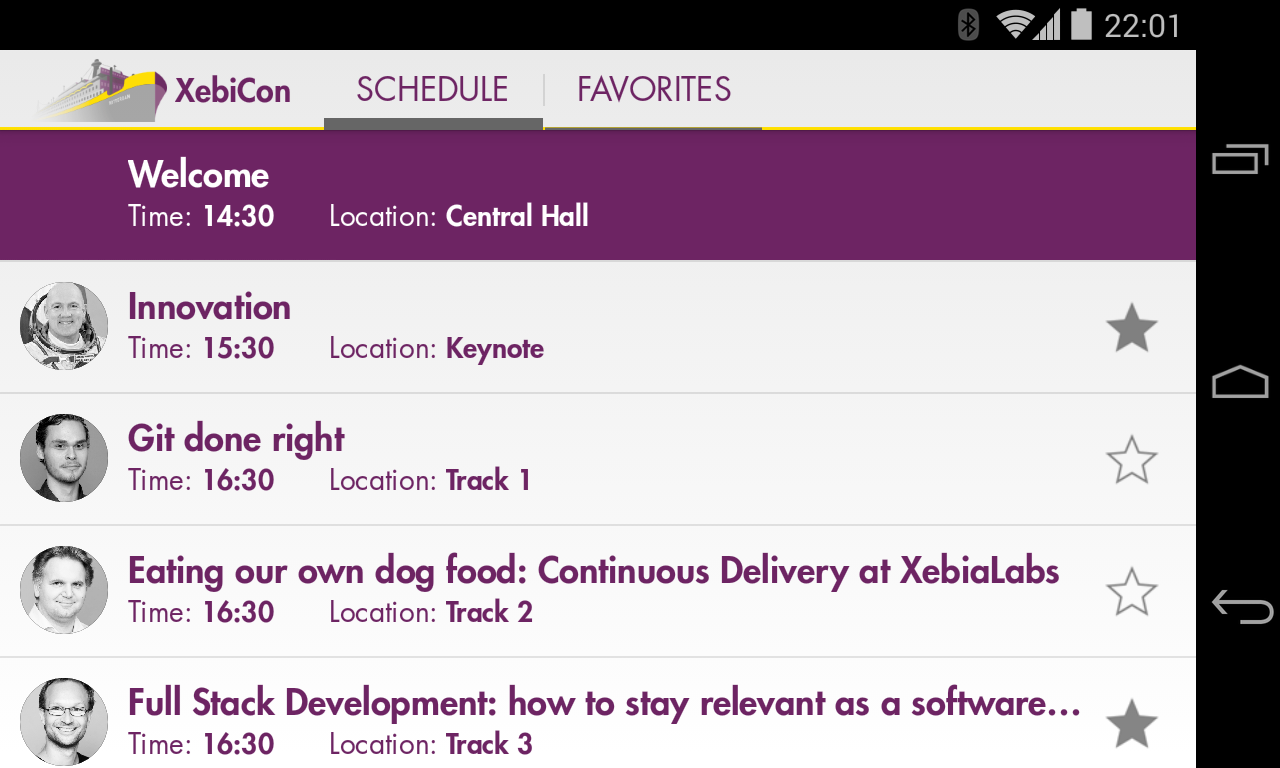 22:01
XebiCon SCHEDULE FAVORITES
Welcome
Time: 14:30 Location: Central Hall
Innovation
Time: 15:30 Location: Keynote
Git done right
Time: 16:30 Location: Track 1
Eating our own dog food: Continuous Delivery at XebiaLabs
Time: 16:30 Location: Track 2
Full Stack Development: how to stay relevant as a software...
Time: 16:30 Location: Track 3